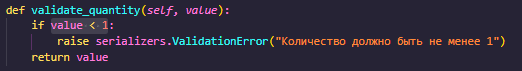 def validate_quantity(self, value):
    if value < 1:
        raise serializers.ValidationError("Количество должно быть не менее 1")
    return value